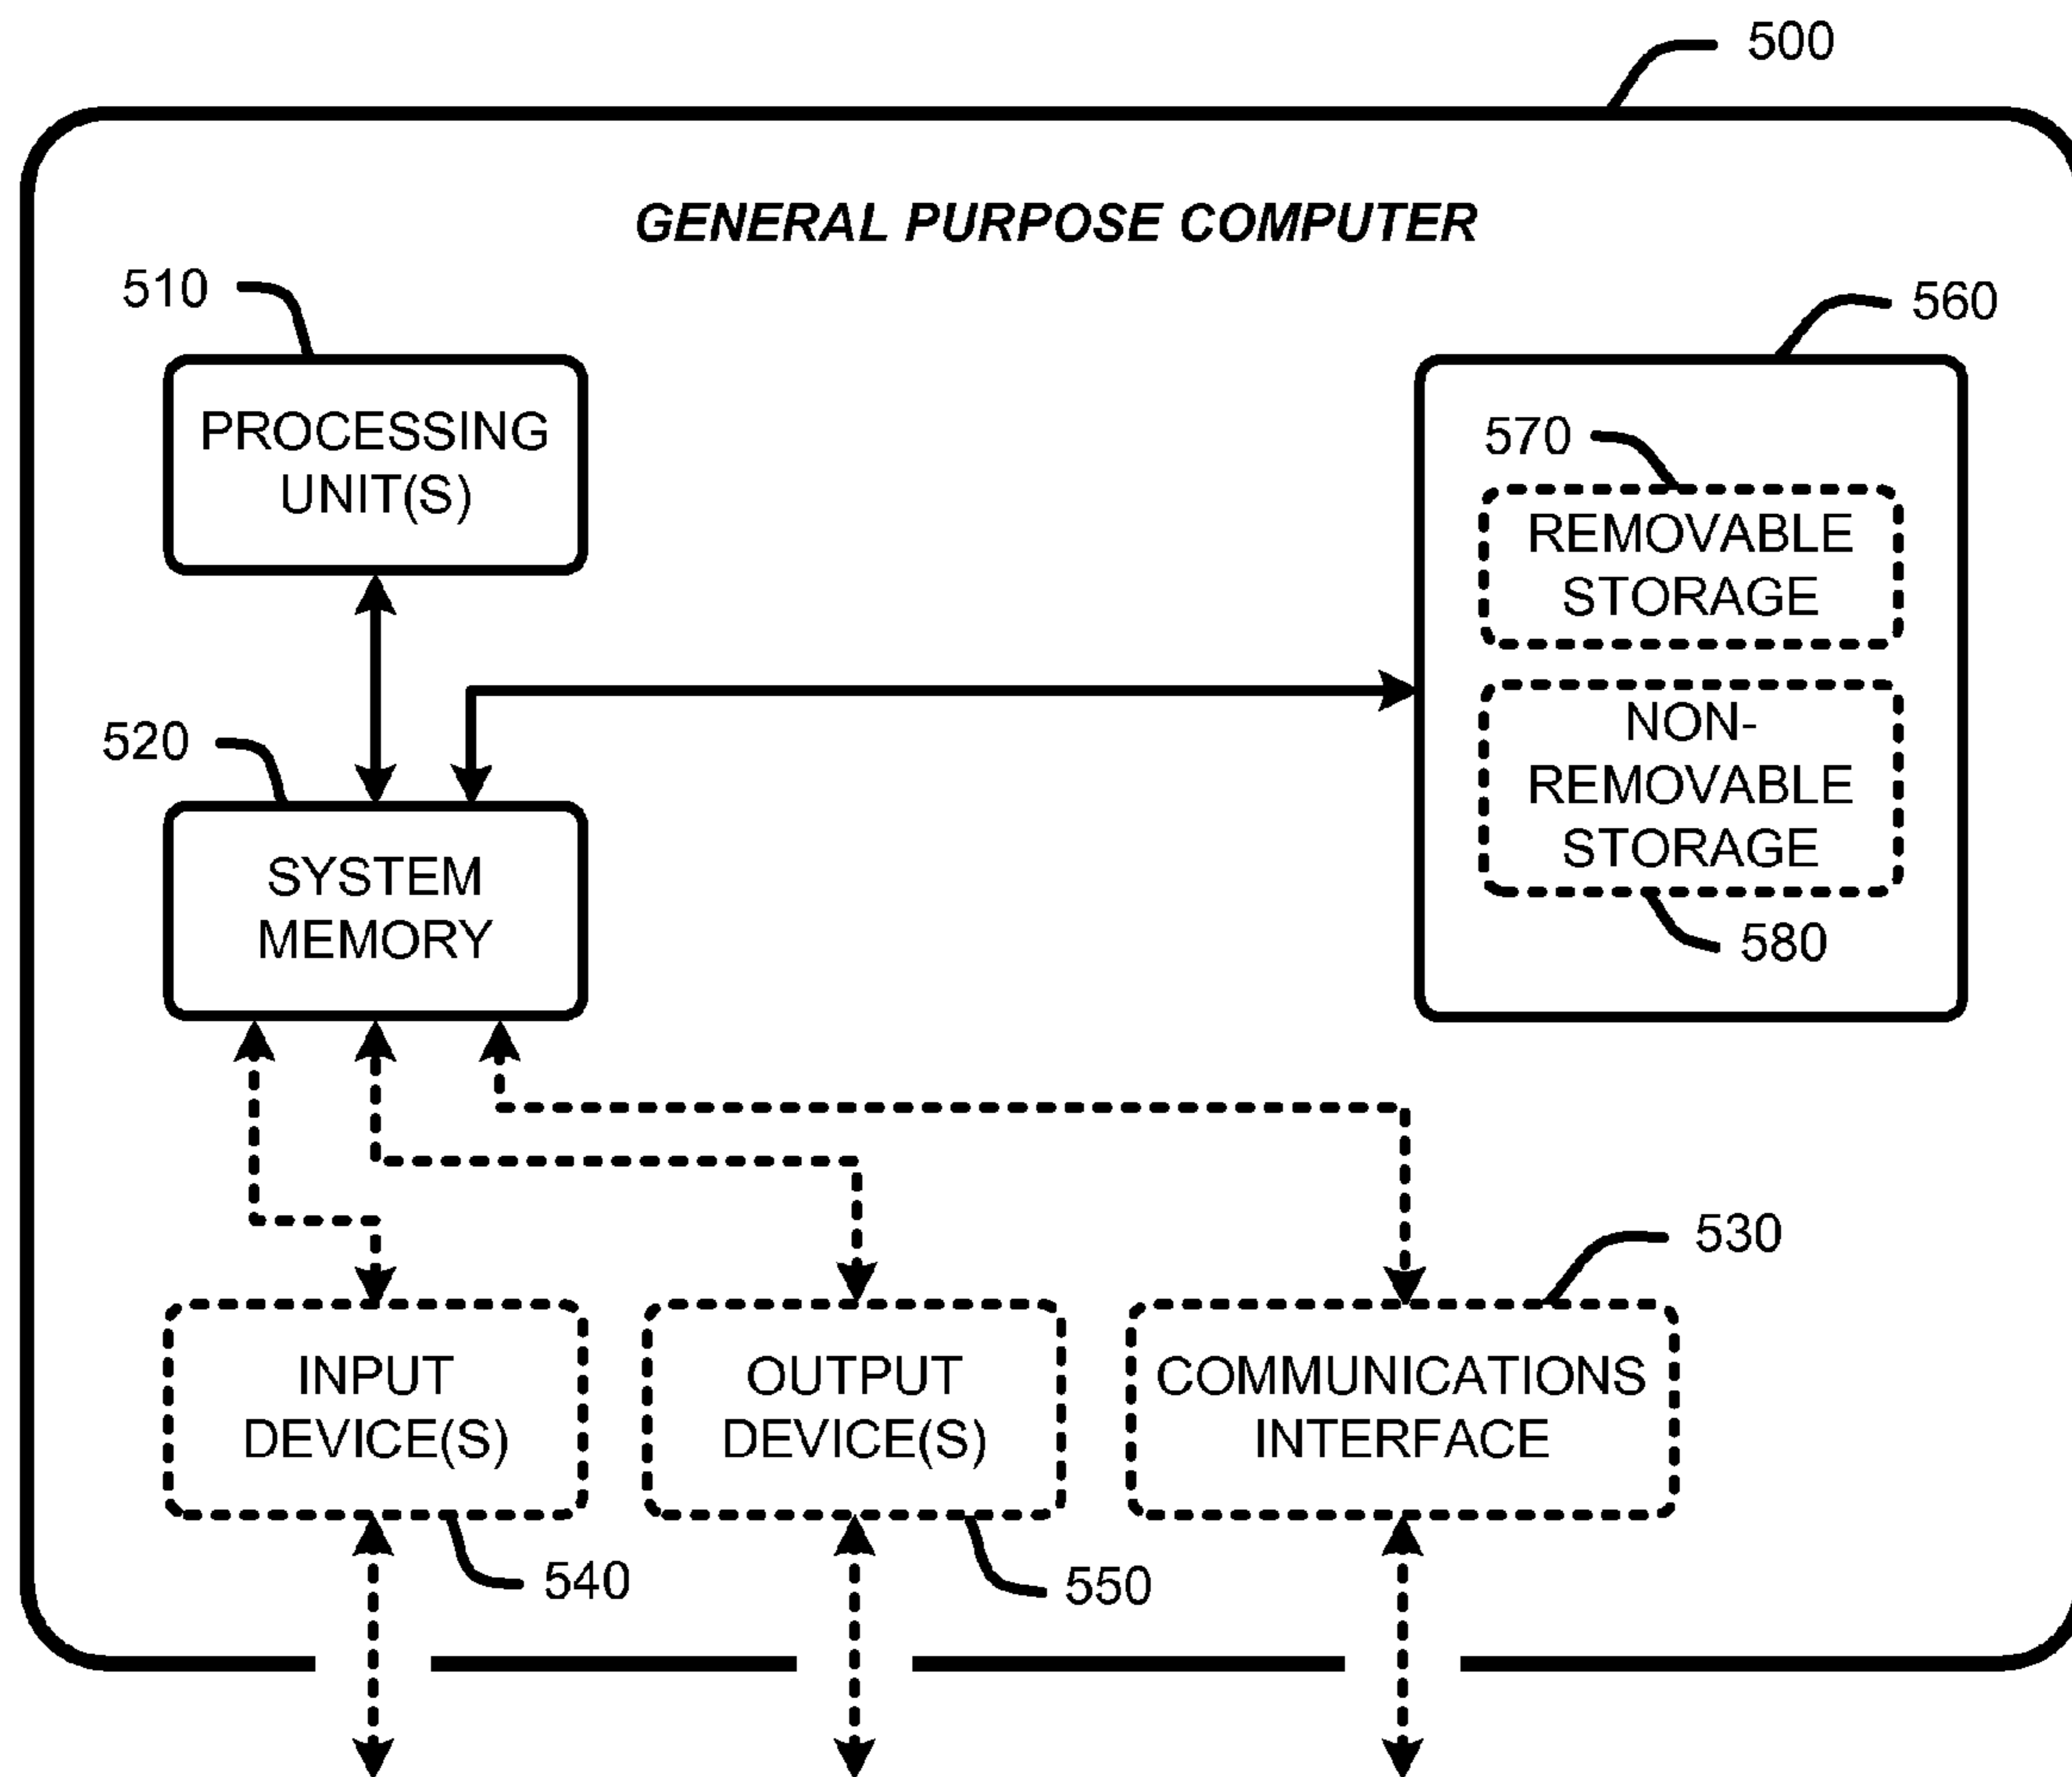 500
GENERAL PURPOSE COMPUTER
510
560
PROCESSING
UNIT(S)
570
REMOVABLE
STORAGE
NON-
REMOVABLE
STORAGE
580
520
SYSTEM
MEMORY
530
INPUT
DEVICE(S)
OUTPUT
DEVICE(S)
COMMUNICATIONS
INTERFACE
540
550